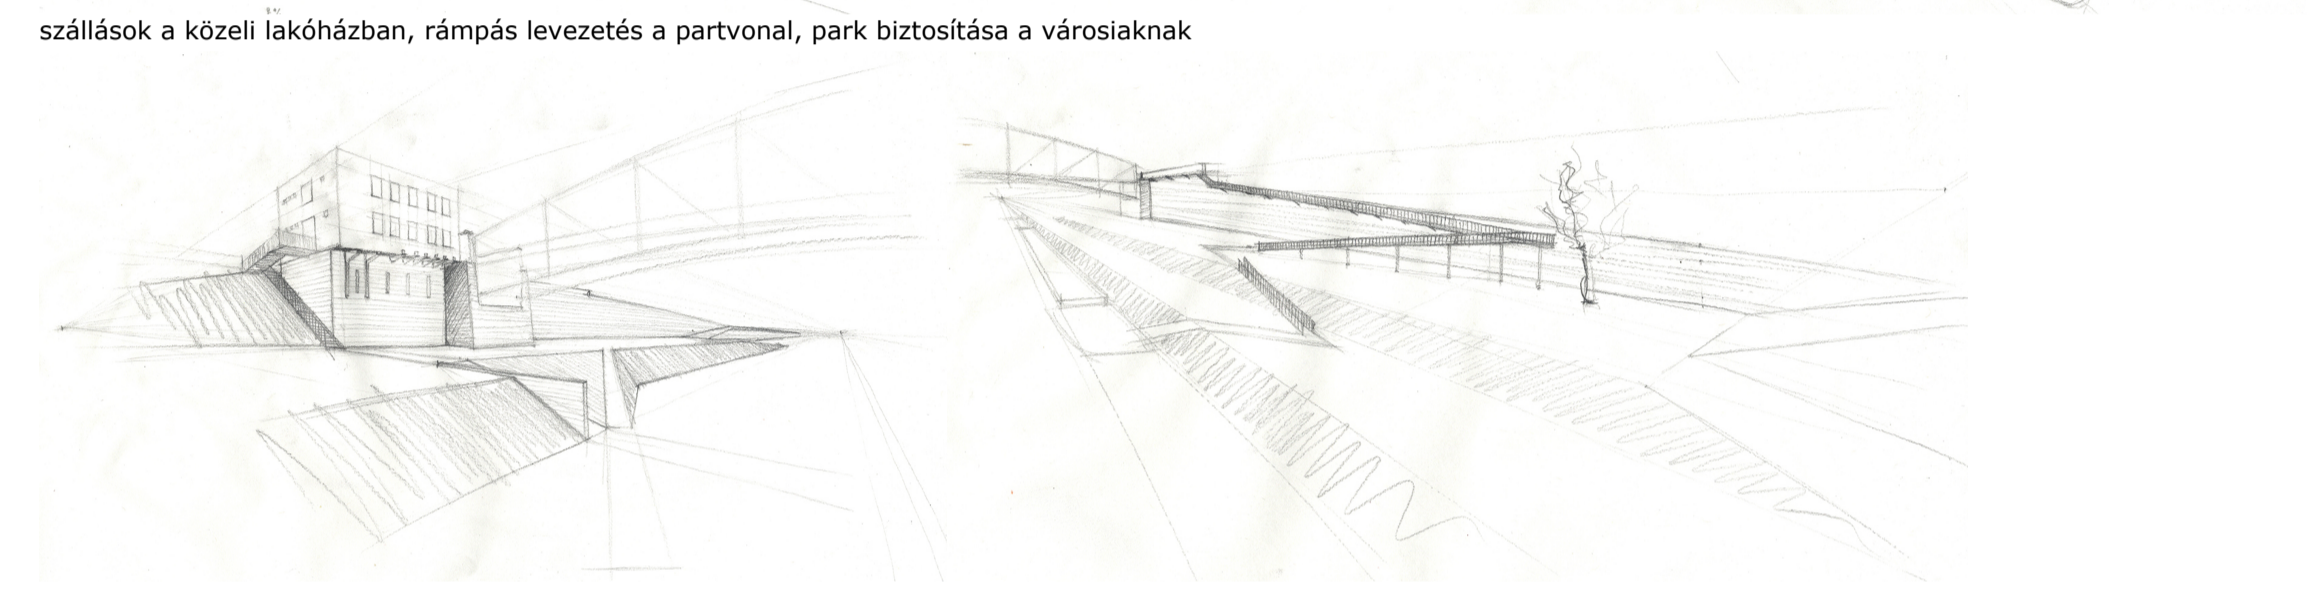 szállások a közeli lakóházban, rámpás levezetés a partvonal, park biztosítása a városiaknak